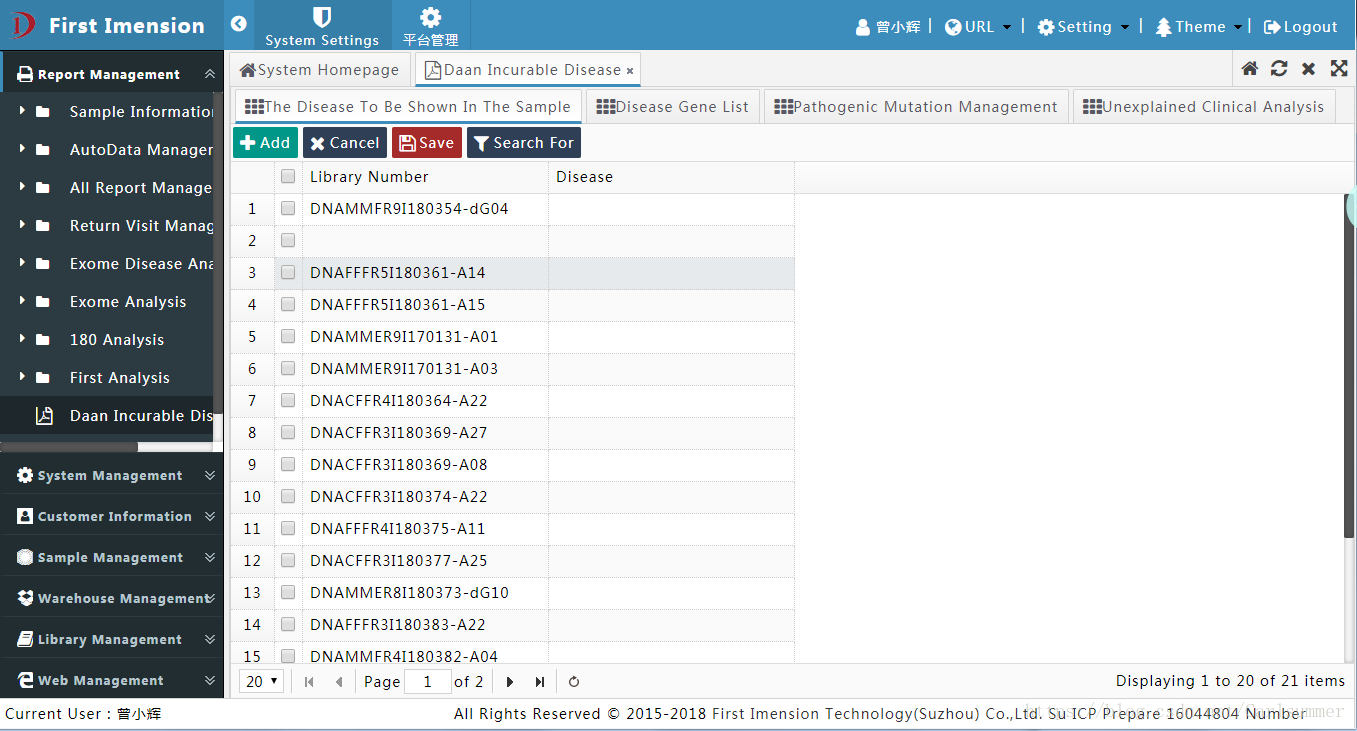 First Imension
System Settings
平台管理
曾小辉 | URL | Setting | Theme | Logout
Report Management
Sample Information
AutoData Manager
All Report Manage
Return Visit Manag
Exome Disease Ana
Exome Analysis
180 Analysis
First Analysis
Daan Incurable Dis
System Management
Customer Information
Sample Management
Warehouse Management
Library Management
Web Management
System Homepage
Daan Incurable Disease ×
The Disease To Be Shown In The Sample
Disease Gene List
Pathogenic Mutation Management
Unexplained Clinical Analysis
Add
Cancel
Save
Search For
Library Number Disease
1 DNAMMFR9I180354-dG04
2
3 DNAFFFR5I180361-A14
4 DNAFFFR5I180361-A15
5 DNAMMER9I170131-A01
6 DNAMMER9I170131-A03
7 DNACFFR4I180364-A22
8 DNACFFR3I180369-A27
9 DNACFFR3I180369-A08
10 DNACFFR3I180374-A22
11 DNAFFFR4I180375-A11
12 DNACFFR3I180377-A25
13 DNAMMER8I180373-dG10
14 DNAFFFR3I180383-A22
15 DNAMMFR4I180382-A04
20 Page 1 of 2
Displaying 1 to 20 of 21 items
Current User : 曾小辉
All Rights Reserved © 2015-2018 First Imension Technology(Suzhou) Co.,Ltd. Su ICP Prepare 16044804 Number